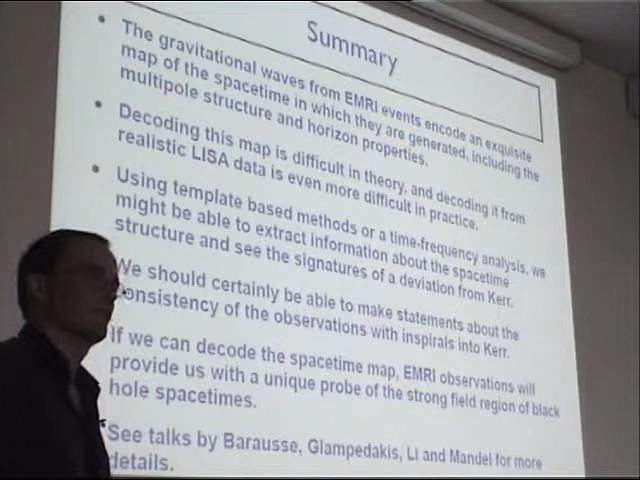 Summary
• The gravitational waves from EMRI events encode an exquisite
map of the spacetime in which they are generated, including the
multipole structure and horizon properties.
• Decoding this map is difficult in theory, and decoding it from
realistic LISA data is even more difficult in practice.
• Using template based methods or a time-frequency analysis, we
might be able to extract information about the spacetime
structure and see the signatures of a deviation from Kerr.
We should certainly be able to make statements about the
consistency of the observations with inspirals into Kerr.
If we can decode the spacetime map, EMRI observations will
provide us with a unique probe of the strong field region of black
hole spacetimes.
See talks by Barausse, Glampedakis, Li and Mandel for more
details.